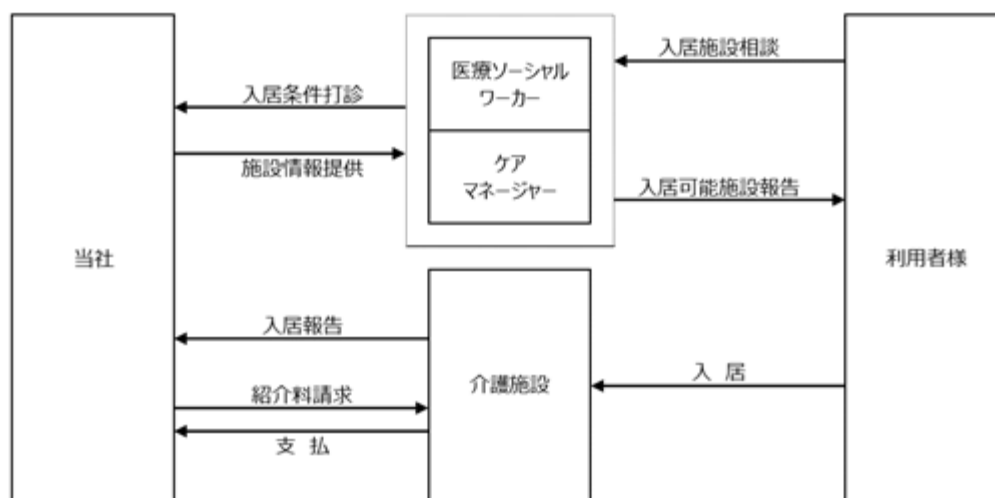 医療ソーシャル
ワーカー
入居施設相談
入居条件打診
施設情報提供
ケア
マネージャー
入居可能施設報告
当社
利用者様
入居報告
介護施設
入 居
紹介料請求
支 払